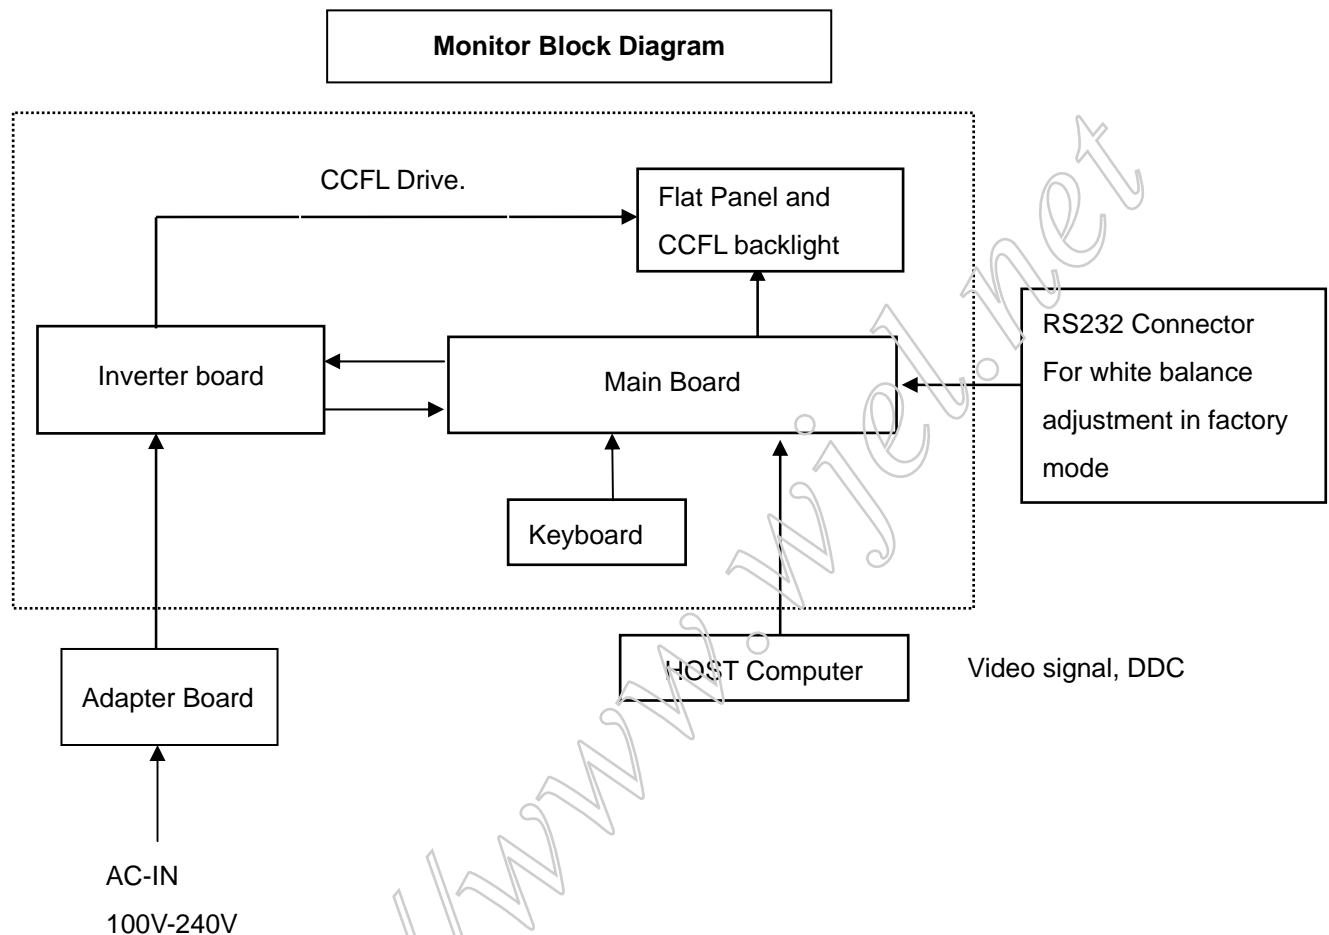 Monitor Block Diagram
CCFL Drive.
Flat Panel and
CCFL backlight
RS232 Connector
For white balance
adjustment in factory
mode
Inverter board
Main Board
Keyboard
HOST Computer
Video signal, DDC
Adapter Board
AC-IN
100V-240V
//www.wjel.net